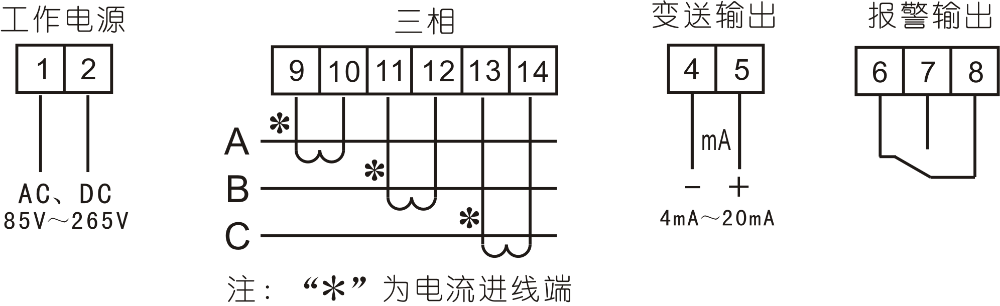 工作电源
1 2
AC、DC
85V～265V
三相
9 10 11 12 13 14
*
A
*
B
*
C
注：“*”为电流进线端
变送输出
4 5
mA
－ ＋
4mA～20mA
报警输出
6 7 8